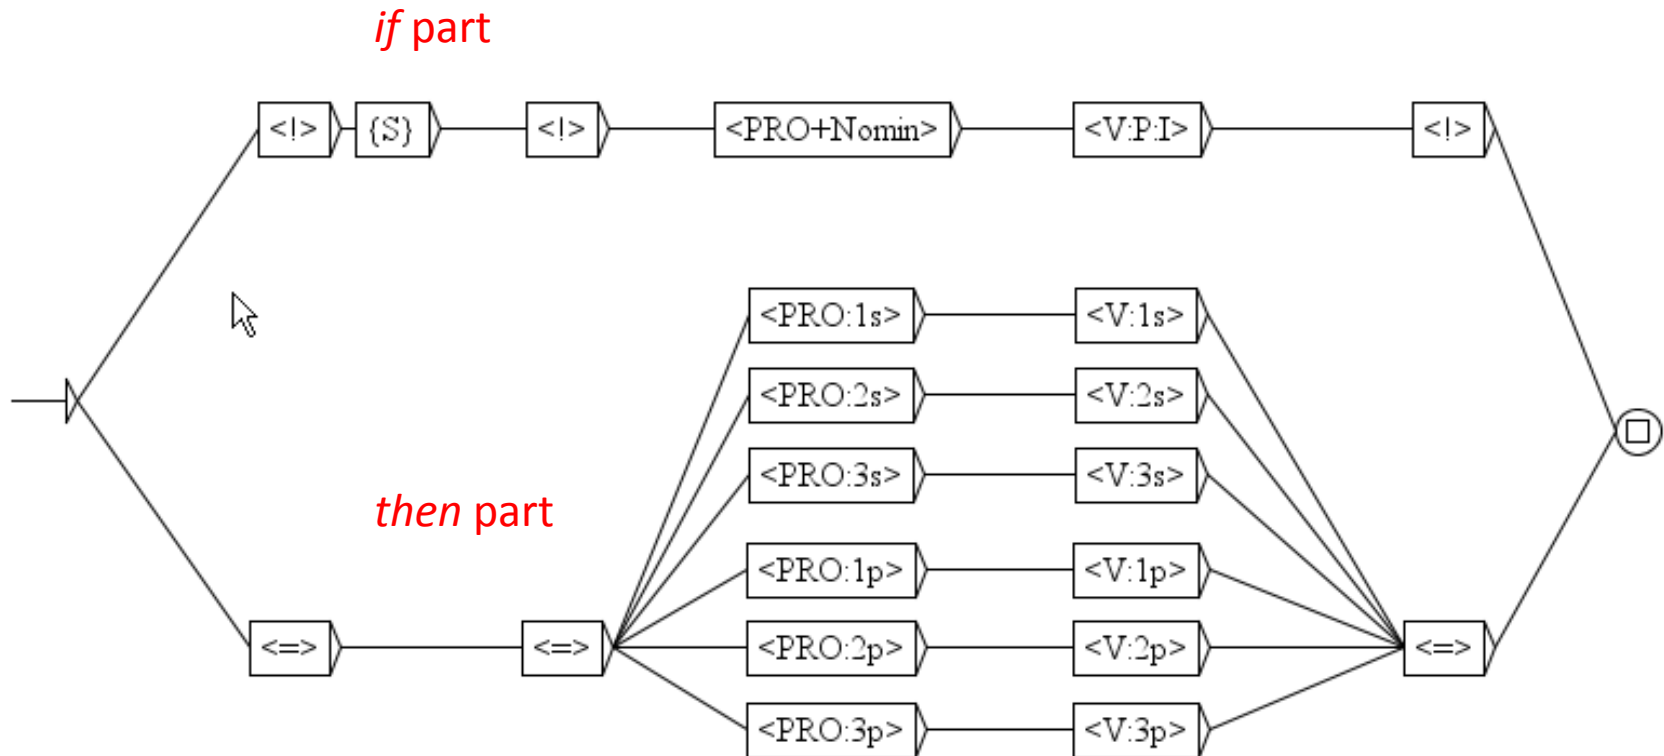 if part
<!> {S} <!> <PRO+Nomin> <V:P:I> <!>
<PRO:1s> <V:1s>
<PRO:2s> <V:2s>
<PRO:3s> <V:3s>
then part
<PRO:1p> <V:1p>
<=> <=> <PRO:2p> <V:2p> <=>
<PRO:3p> <V:3p>